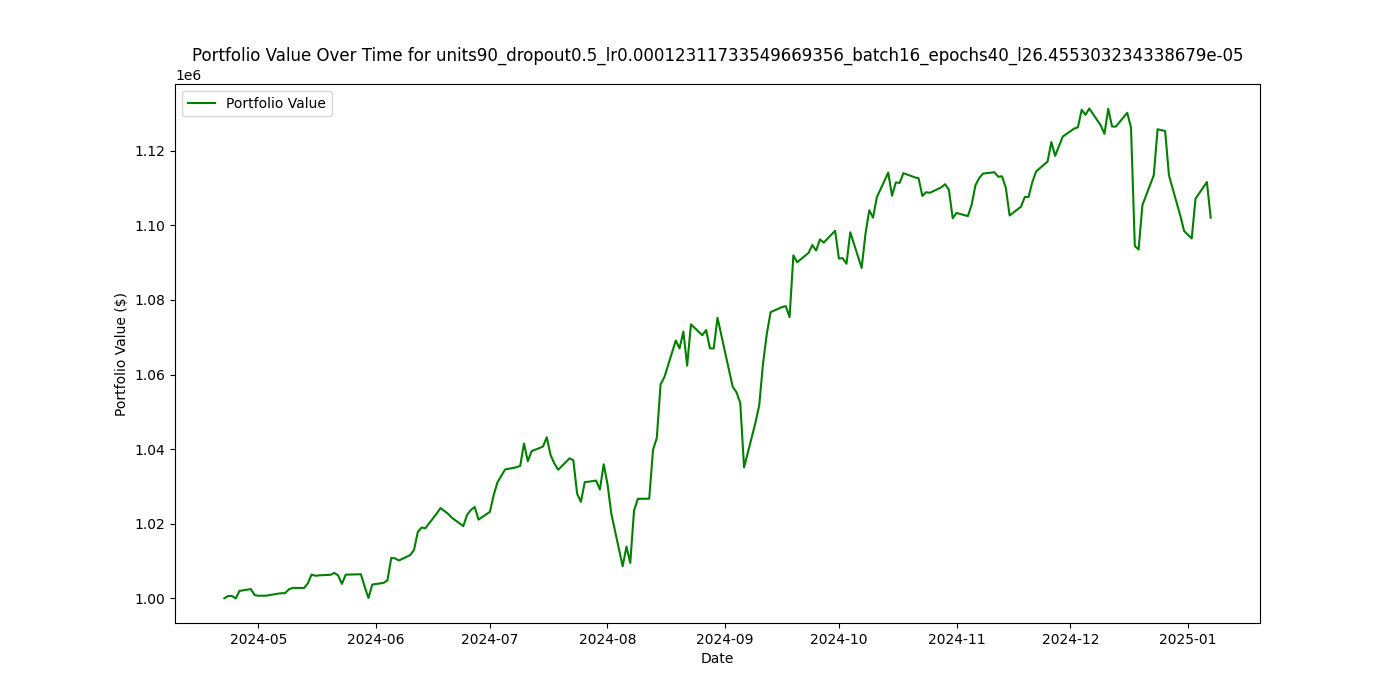 Portfolio Value Over Time for units90_dropout0.5_lr0.00012311733549669356_batch16_epochs40_l26.455303234338679e-05
1e6
Portfolio Value
1.12
1.10
1.08
1.06
1.04
1.02
1.00
Portfolio Value ($)
2024-05 2024-06 2024-07 2024-08 2024-09 2024-10 2024-11 2024-12 2025-01
Date